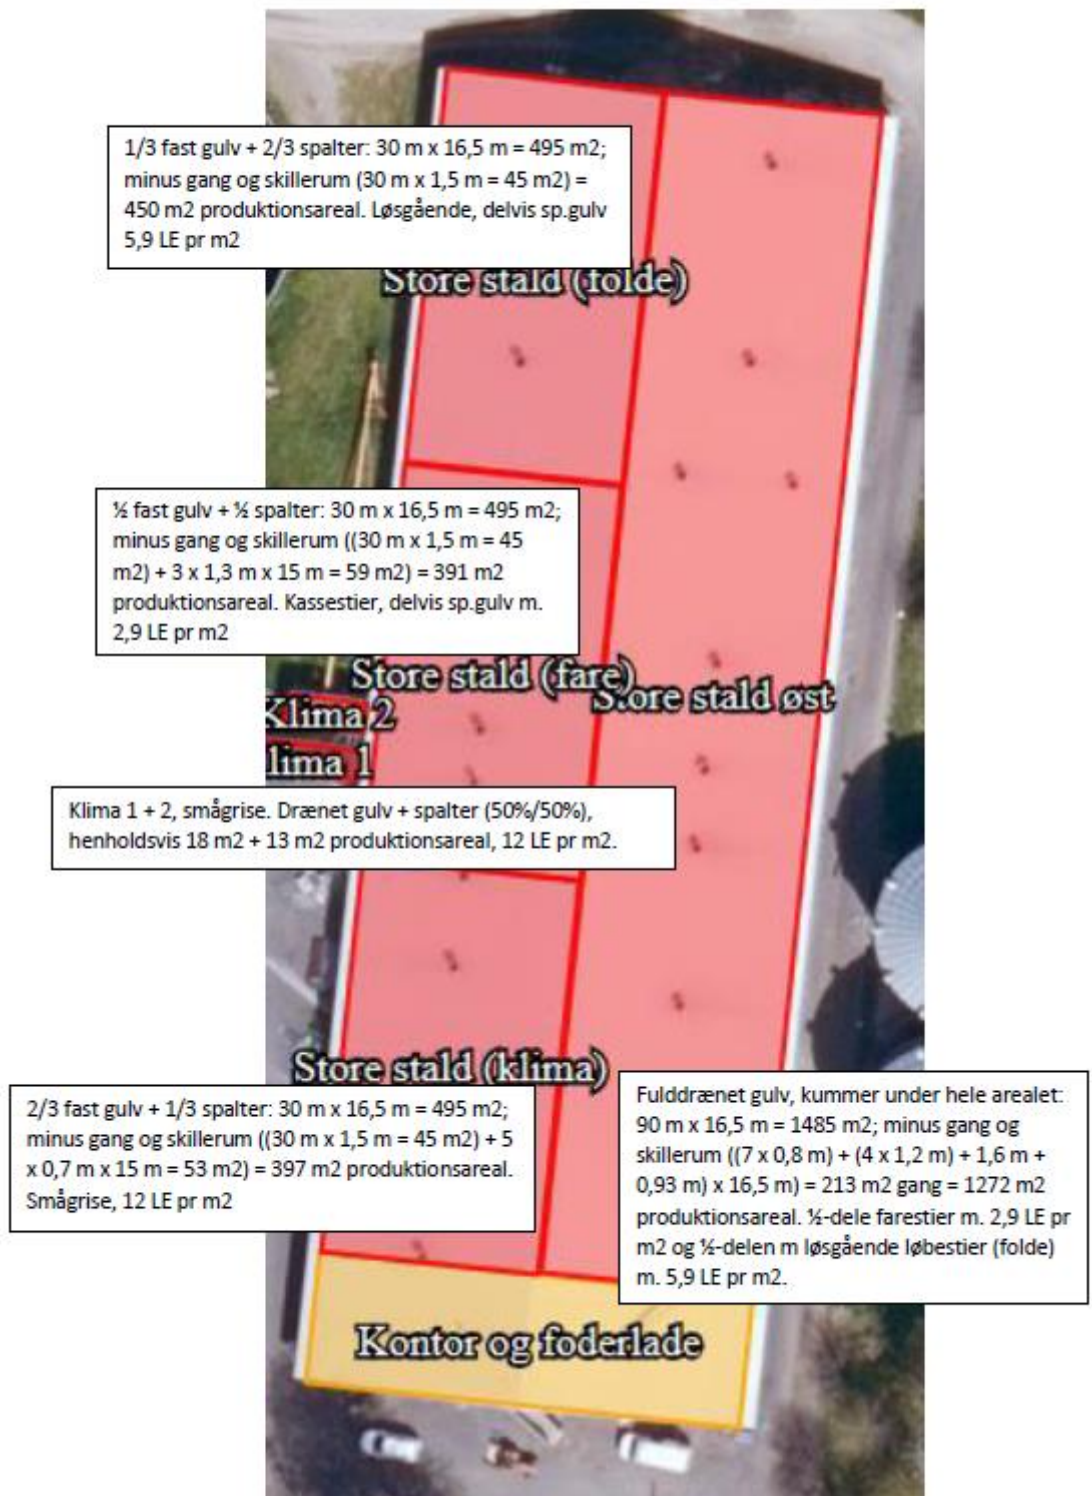 1/3 fast gulv + 2/3 spalter: 30 m x 16,5 m = 495 m2;
minus gang og skillerum (30 m x 1,5 m = 45 m2) =
450 m2 produktionsareal. Løsgående, delvis sp.gulv
5,9 LE pr m2
Store stald (folde)
½ fast gulv + ½ spalter: 30 m x 16,5 m = 495 m2;
minus gang og skillerum ((30 m x 1,5 m = 45
m2) + 3 x 1,3 m x 15 m = 59 m2) = 391 m2
produktionsareal. Kassestier, delvis sp.gulv m.
2,9 LE pr m2
Store stald (fare)
Store stald øst
Klima 2
lima 1
Klima 1 + 2, smågrise. Drænet gulv + spalter (50%/50%),
henholdsvis 18 m2 + 13 m2 produktionsareal, 12 LE pr m2.
Store stald (klima)
2/3 fast gulv + 1/3 spalter: 30 m x 16,5 m = 495 m2;
minus gang og skillerum ((30 m x 1,5 m = 45 m2) + 5
x 0,7 m x 15 m = 53 m2) = 397 m2 produktionsareal.
Smågrise, 12 LE pr m2
Fulddrænet gulv, kummer under hele arealet:
90 m x 16,5 m = 1485 m2; minus gang og
skillerum ((7 x 0,8 m) + (4 x 1,2 m) + 1,6 m +
0,93 m) x 16,5 m) = 213 m2 gang = 1272 m2
produktionsareal. ½-dele farestier m. 2,9 LE pr
m2 og ½-delen m løsgående løbestier (folde)
m. 5,9 LE pr m2.
Kontor og foderlade